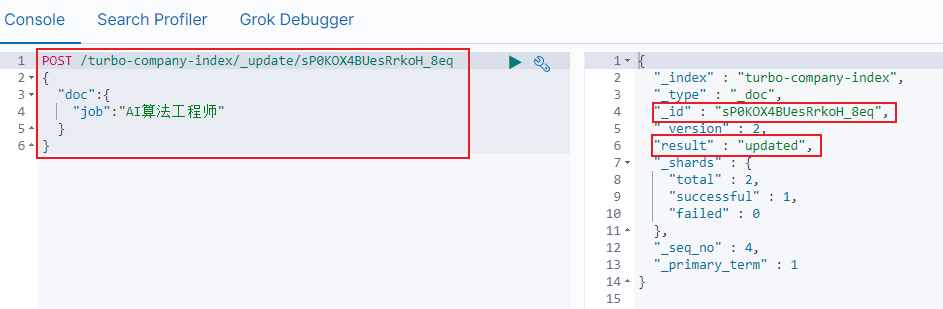 Console Search Profiler Grok Debugger
1 POST /turbo-company-index/_update/sP0KOX4BUesRrkoH_8eq
2 {
3 "doc":{
4 "job":"AI算法工程师"
5 }
6 }
1 {
2 "_index" : "turbo-company-index",
3 "_type" : "_doc",
4 "_id" : "sP0KOX4BUesRrkoH_8eq",
5 "_version" : 2,
6 "result" : "updated",
7 "_shards" : {
8 "total" : 2,
9 "successful" : 1,
10 "failed" : 0
11 },
12 "_seq_no" : 4,
13 "_primary_term" : 1
14 }
15